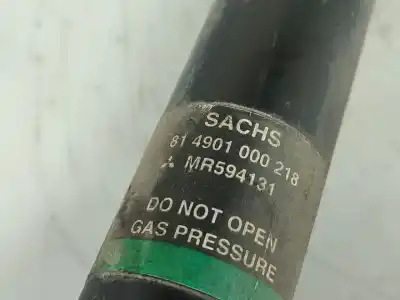 SACHS
81 4901 000 218
MR594131
DO NOT OPEN
GAS PRESSURE